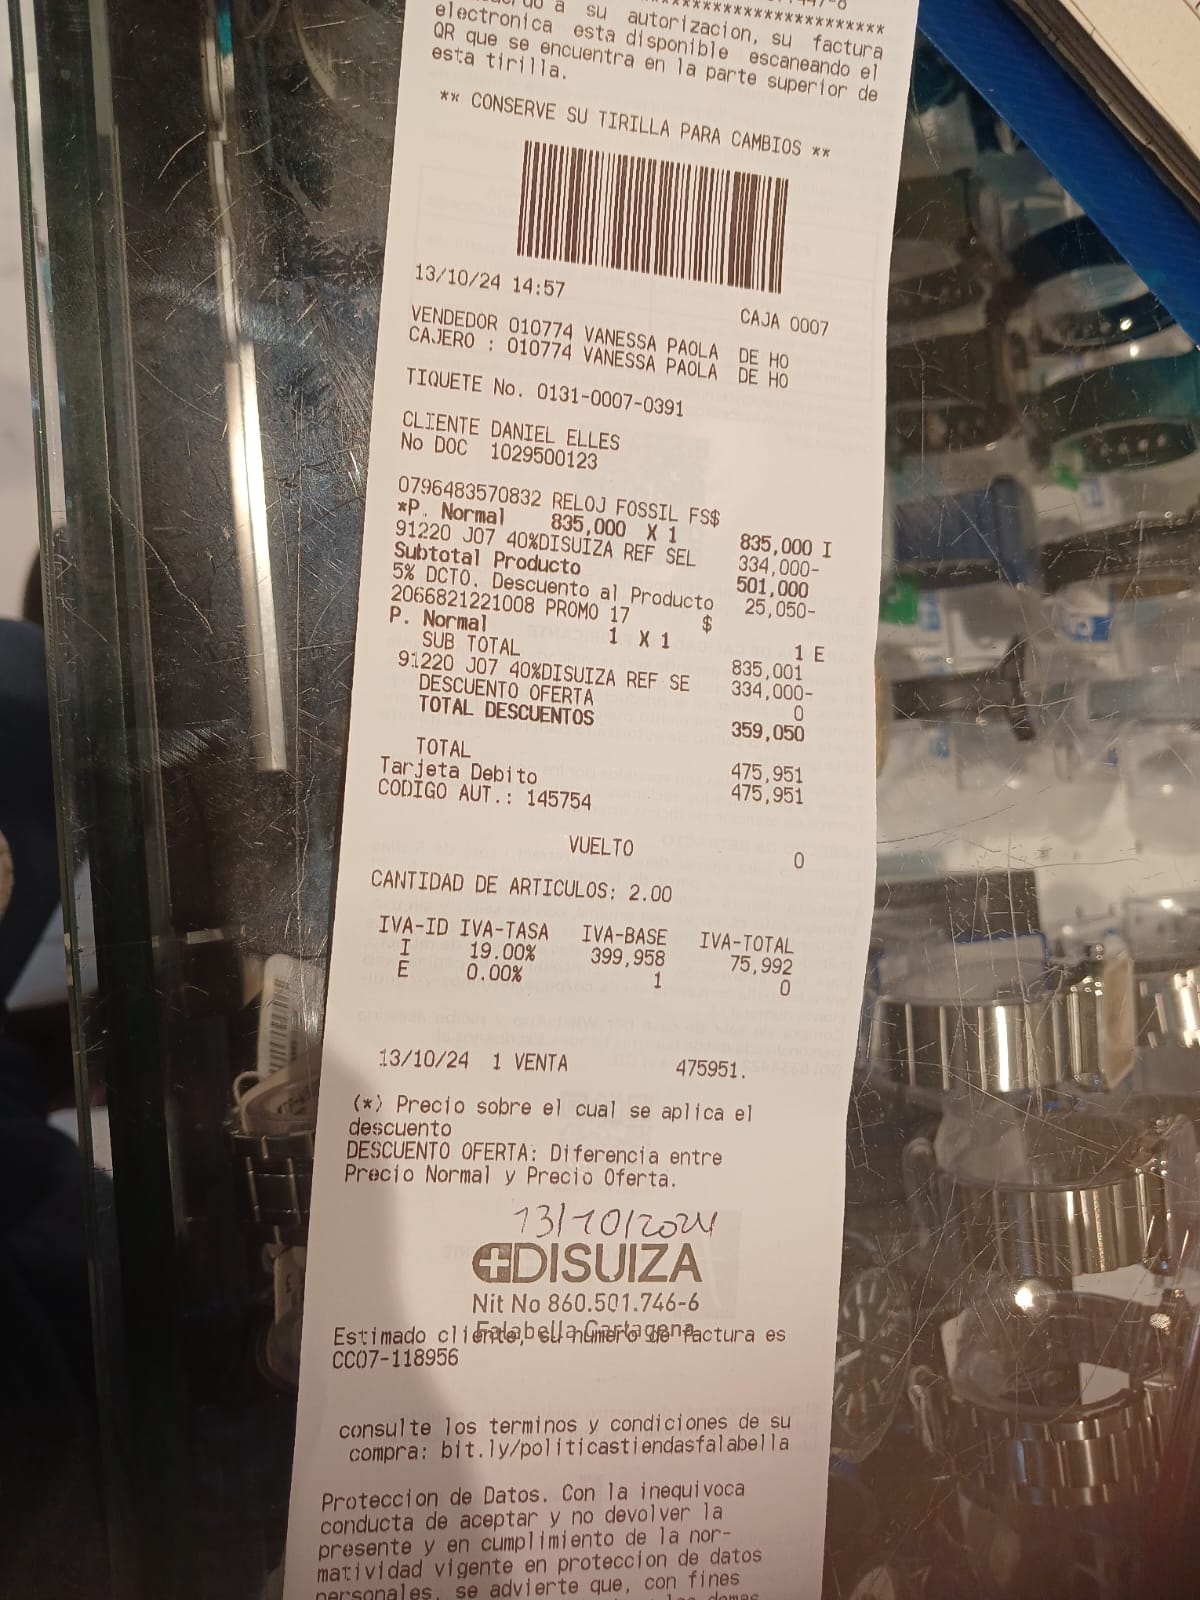 a su autorizacion, su factura
electronica esta disponible escaneando el
QR que se encuentra en la parte superior de
esta tirilla.
** CONSERVE SU TIRILLA PARA CAMBIOS **
13/10/24 14:57
CAJA 0007
VENDEDOR 010774 VANESSA PAOLA DE HO
CAJERO : 010774 VANESSA PAOLA DE HO
TIQUETE No. 0131-0007-0391
CLIENTE DANIEL ELLES
No DOC 1029500123
0796483570832 RELOJ FOSSIL FS$
*P. Normal 835,000 X 1 835,000 I
91220 J07 40%DISUIZA REF SEL 334,000-
Subtotal Producto 501,000
5% DCTO. Descuento al Producto 25,050-
2066821221008 PROMO 17 $
P. Normal 1 X 1 1 E
SUB TOTAL 835,001
91220 J07 40%DISUIZA REF SE 334,000-
DESCUENTO OFERTA 0
TOTAL DESCUENTOS 359,050
TOTAL 475,951
Tarjeta Debito 475,951
CODIGO AUT.: 145754
VUELTO 0
CANTIDAD DE ARTICULOS: 2.00
IVA-ID IVA-TASA IVA-BASE IVA-TOTAL
I 19.00% 399,958 75,992
E 0.00% 1 0
13/10/24 1 VENTA 475951.
(*) Precio sobre el cual se aplica el
descuento
DESCUENTO OFERTA: Diferencia entre
Precio Normal y Precio Oferta.
13/10/2024
DISUIZA
Nit No 860.501.746-6
Falabella Cartagena
Estimado cliente, su numero de factura es
CC07-118956
consulte los terminos y condiciones de su
compra: bit.ly/politicastiendasfalabella
Proteccion de Datos. Con la inequivoca
conducta de aceptar y no devolver la
presente y en cumplimiento de la nor-
matividad vigente en proteccion de datos
personales, se advierte que, con fines